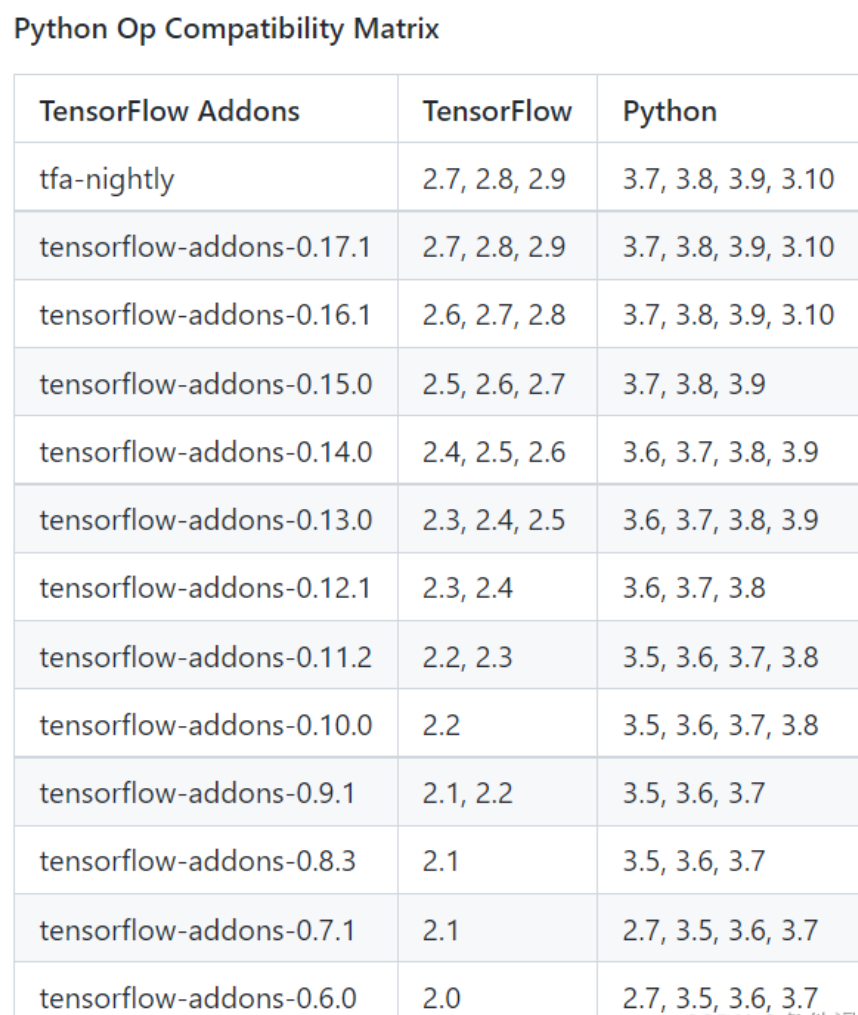 Python Op Compatibility Matrix
TensorFlow Addons TensorFlow Python
tfa-nightly 2.7, 2.8, 2.9 3.7, 3.8, 3.9, 3.10
tensorflow-addons-0.17.1 2.7, 2.8, 2.9 3.7, 3.8, 3.9, 3.10
tensorflow-addons-0.16.1 2.6, 2.7, 2.8 3.7, 3.8, 3.9, 3.10
tensorflow-addons-0.15.0 2.5, 2.6, 2.7 3.7, 3.8, 3.9
tensorflow-addons-0.14.0 2.4, 2.5, 2.6 3.6, 3.7, 3.8, 3.9
tensorflow-addons-0.13.0 2.3, 2.4, 2.5 3.6, 3.7, 3.8, 3.9
tensorflow-addons-0.12.1 2.3, 2.4 3.6, 3.7, 3.8
tensorflow-addons-0.11.2 2.2, 2.3 3.5, 3.6, 3.7, 3.8
tensorflow-addons-0.10.0 2.2 3.5, 3.6, 3.7, 3.8
tensorflow-addons-0.9.1 2.1, 2.2 3.5, 3.6, 3.7
tensorflow-addons-0.8.3 2.1 3.5, 3.6, 3.7
tensorflow-addons-0.7.1 2.1 2.7, 3.5, 3.6, 3.7
tensorflow-addons-0.6.0 2.0 2.7, 3.5, 3.6, 3.7